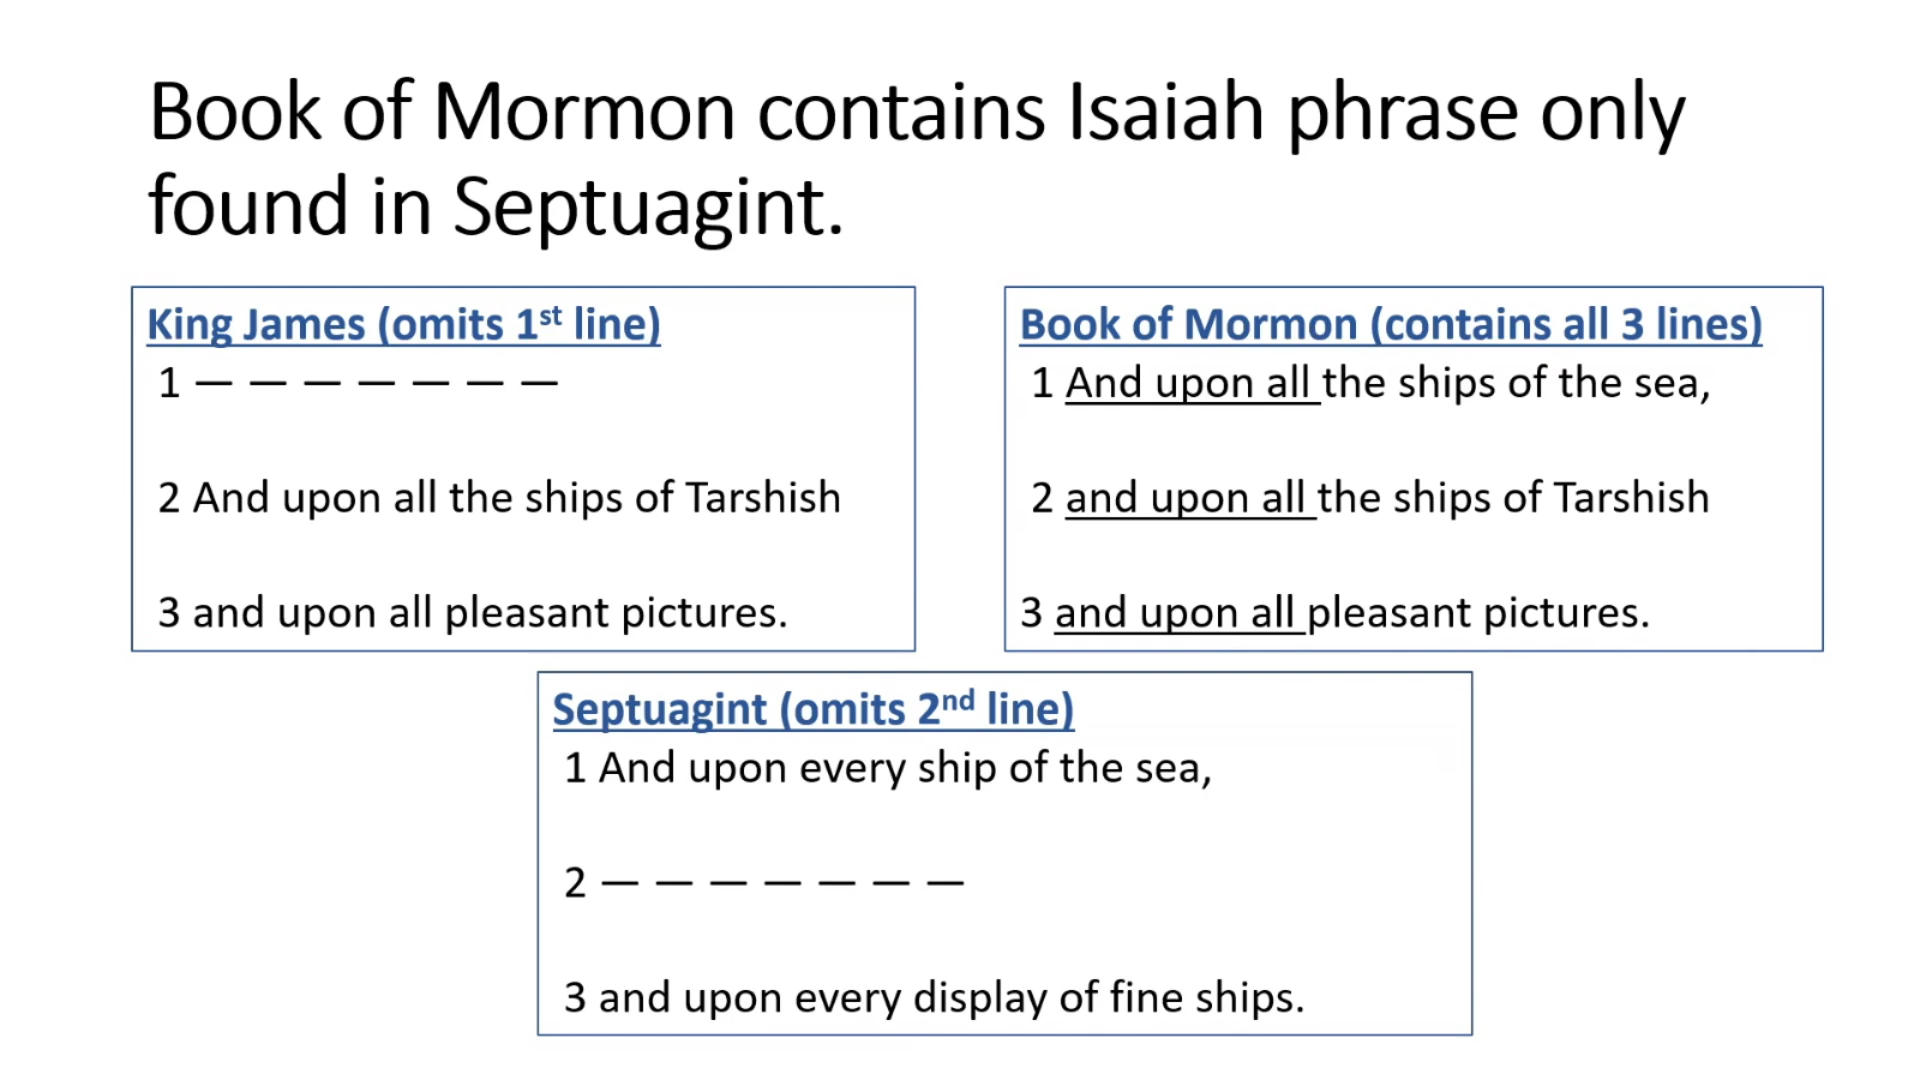 Book of Mormon contains Isaiah phrase only
found in Septuagint.
King James (omits 1st line)
1 — — — — — — —
2 And upon all the ships of Tarshish
3 and upon all pleasant pictures.
Book of Mormon (contains all 3 lines)
1 And upon all the ships of the sea,
2 and upon all the ships of Tarshish
3 and upon all pleasant pictures.
Septuagint (omits 2nd line)
1 And upon every ship of the sea,
2 — — — — — — —
3 and upon every display of fine ships.